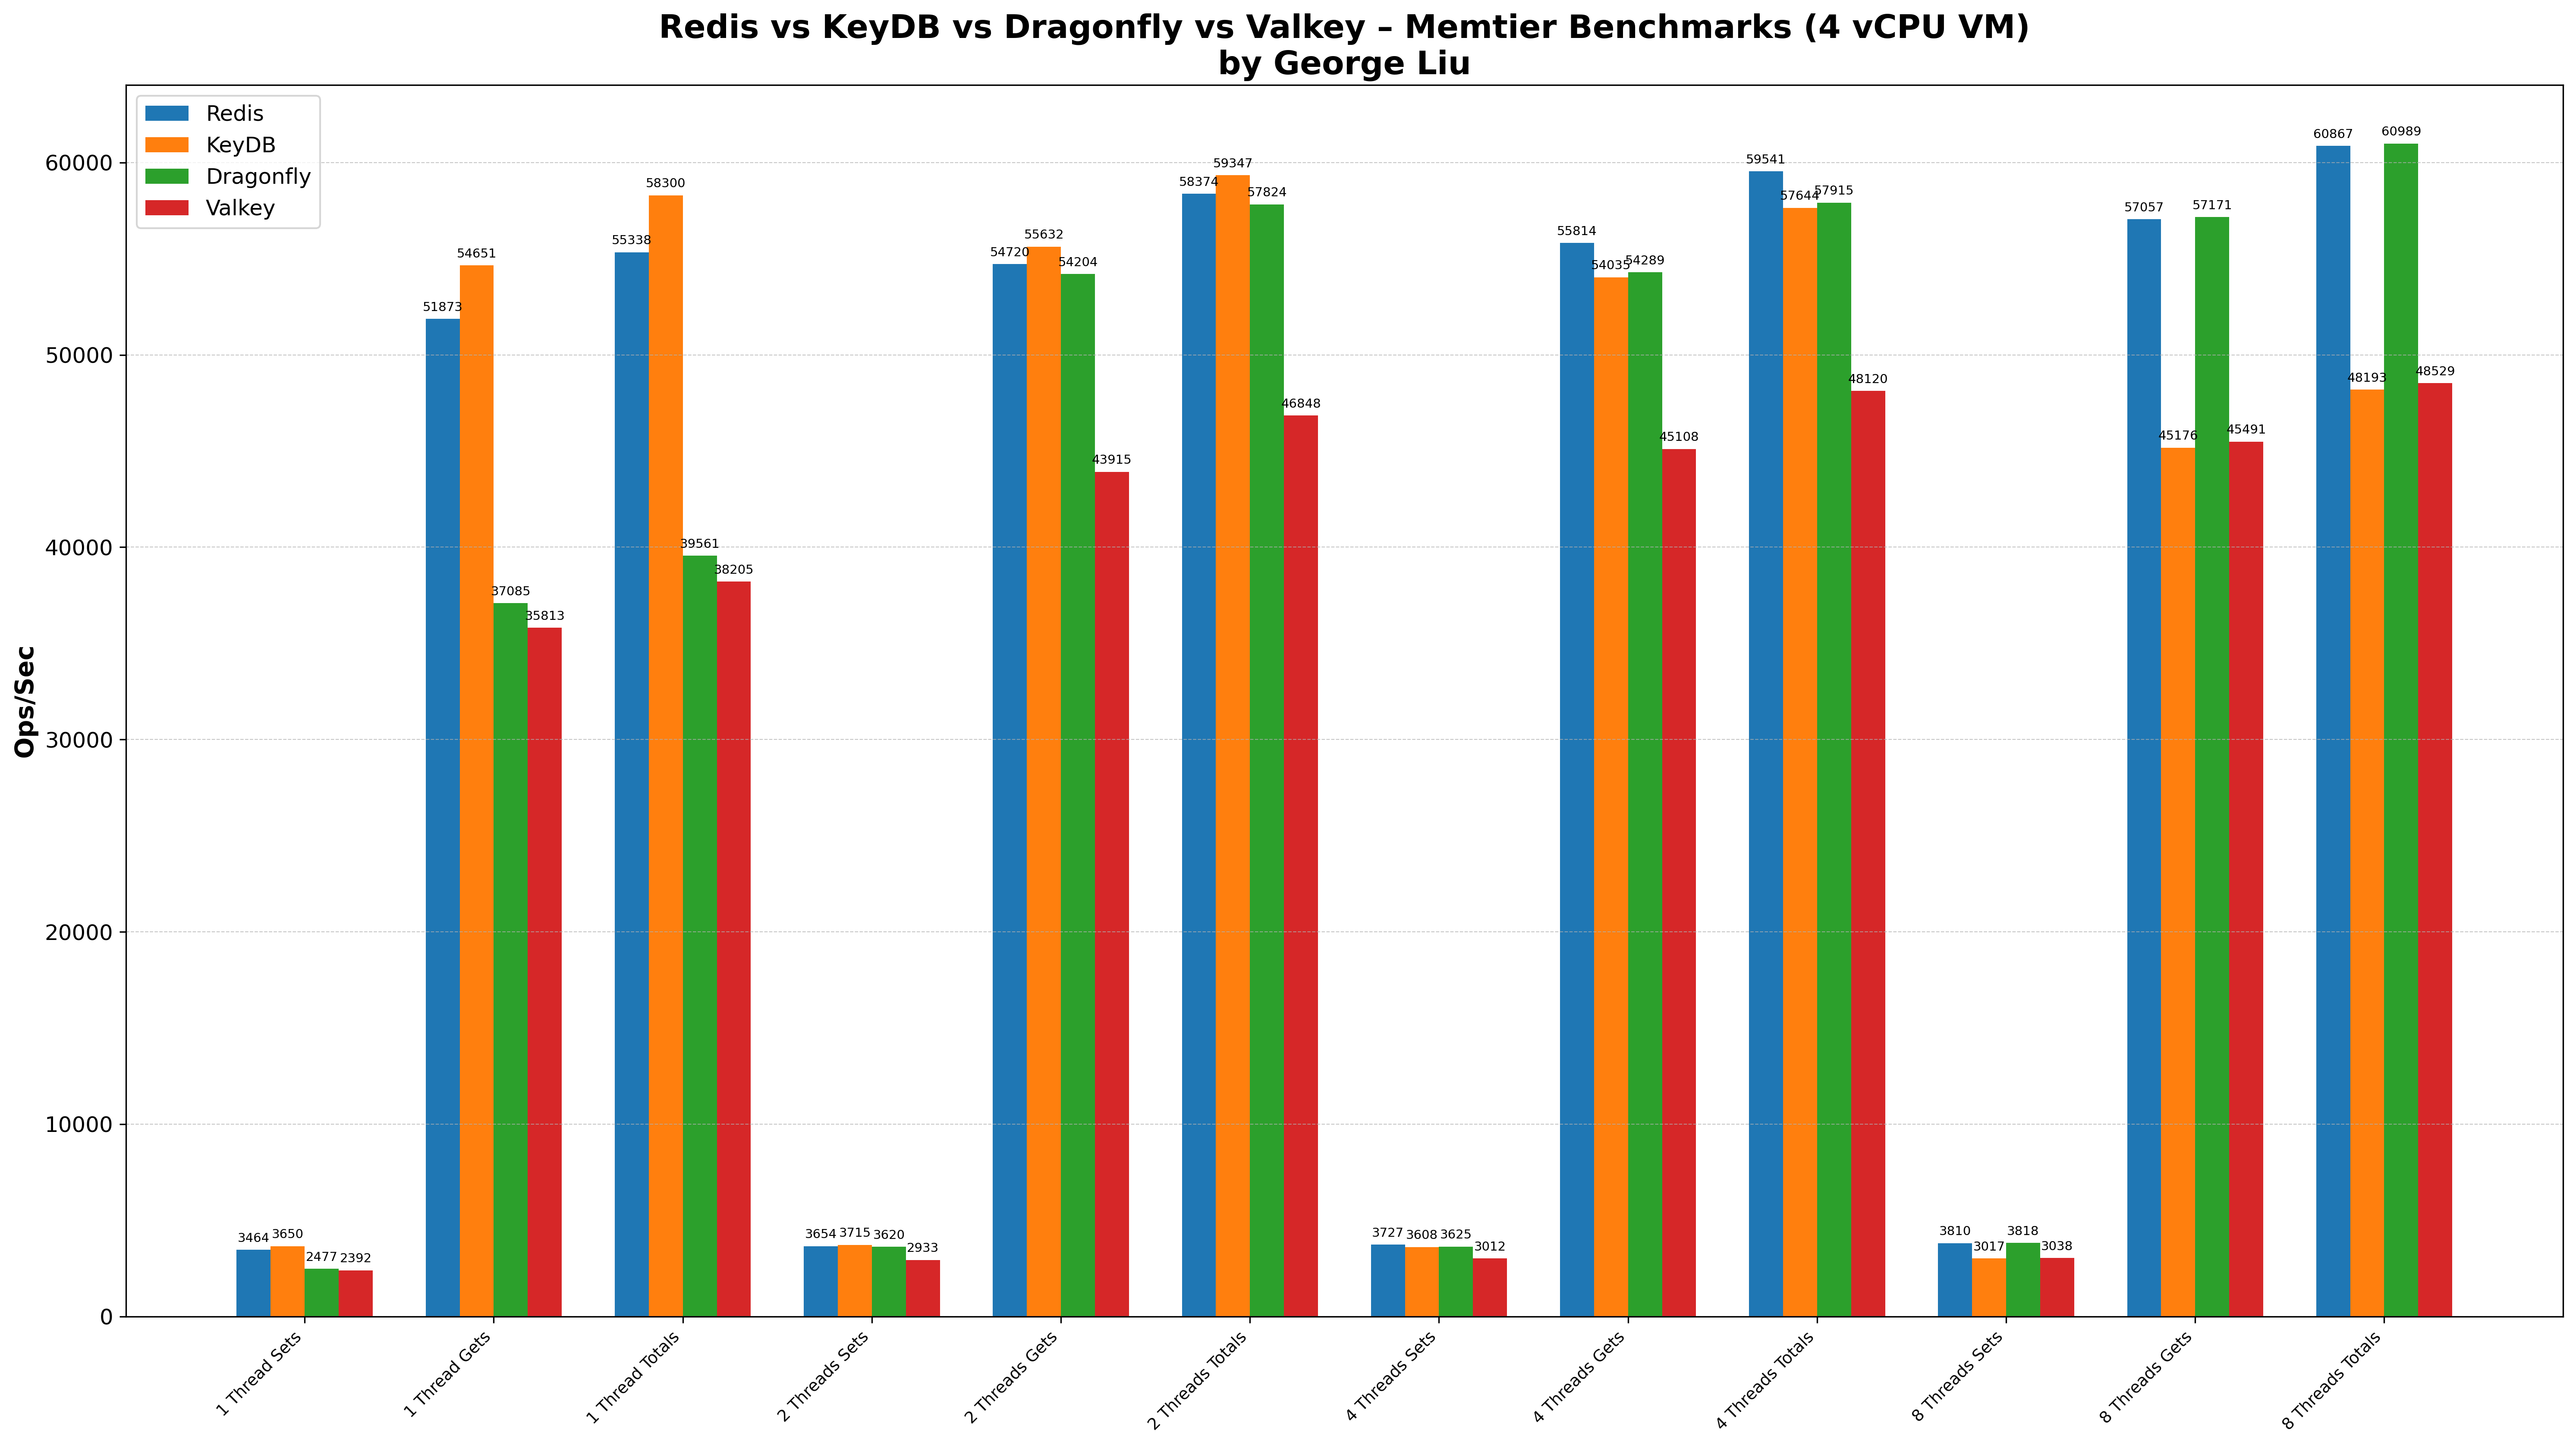 Redis vs KeyDB vs Dragonfly vs Valkey – Memtier Benchmarks (4 vCPU VM)
by George Liu
Redis
KeyDB
Dragonfly
Valkey
Ops/Sec
60000
50000
40000
30000
20000
10000
0
3464 3650 2477 2392
51873 54651 37085 35813
55338 58300 39561 38205
3654 3715 3620 2933
54720 55632 54204 43915
58374 59347 57824 46848
3727 3608 3625 3012
55814 54035 54289 45108
59541 57644 57915 48120
3810 3017 3818 3038
57057 45176 57171 45491
60867 48193 60989 48529
1 Thread Sets
1 Thread Gets
1 Thread Totals
2 Threads Sets
2 Threads Gets
2 Threads Totals
4 Threads Sets
4 Threads Gets
4 Threads Totals
8 Threads Sets
8 Threads Gets
8 Threads Totals